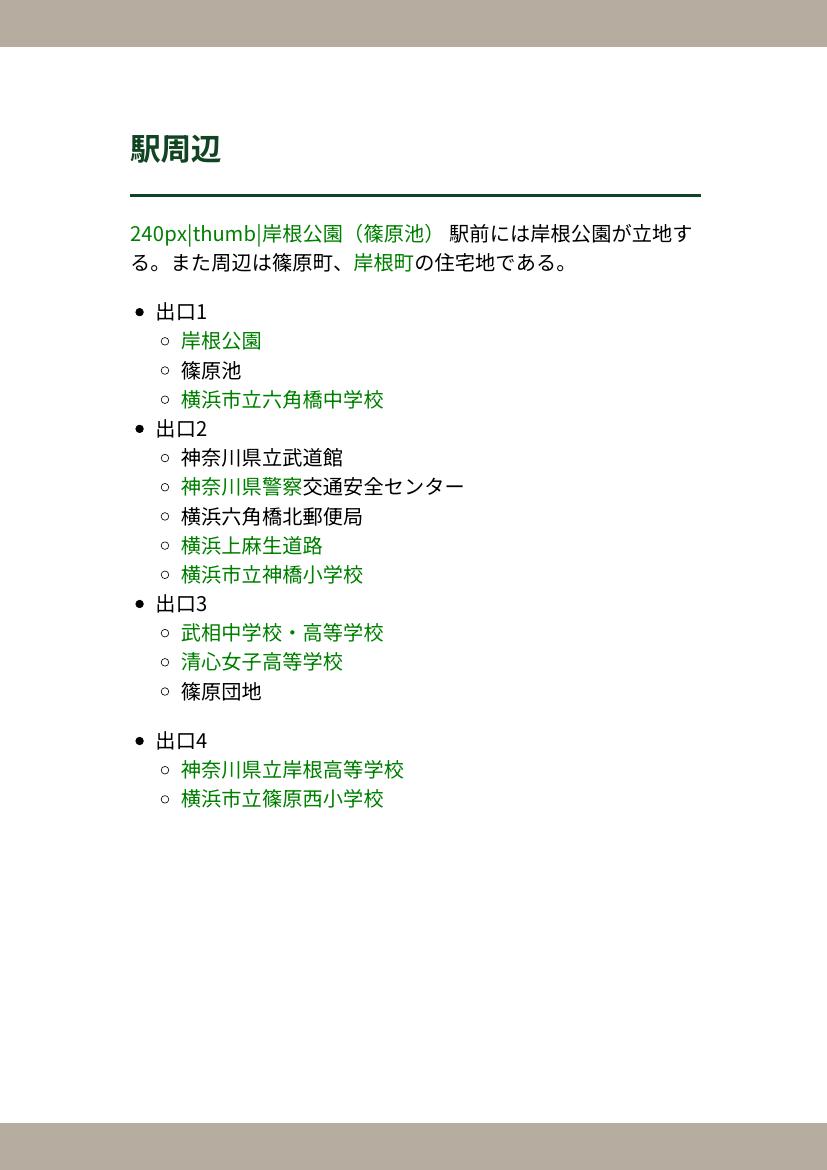 駅周辺
240px|thumb|岸根公園（篠原池） 駅前には岸根公園が立地す
る。また周辺は篠原町、岸根町の住宅地である。
出口1
岸根公園
篠原池
横浜市立六角橋中学校
出口2
神奈川県立武道館
神奈川県警察交通安全センター
横浜六角橋北郵便局
横浜上麻生道路
横浜市立神橋小学校
出口3
武相中学校・高等学校
清心女子高等学校
篠原団地
出口4
神奈川県立岸根高等学校
横浜市立篠原西小学校